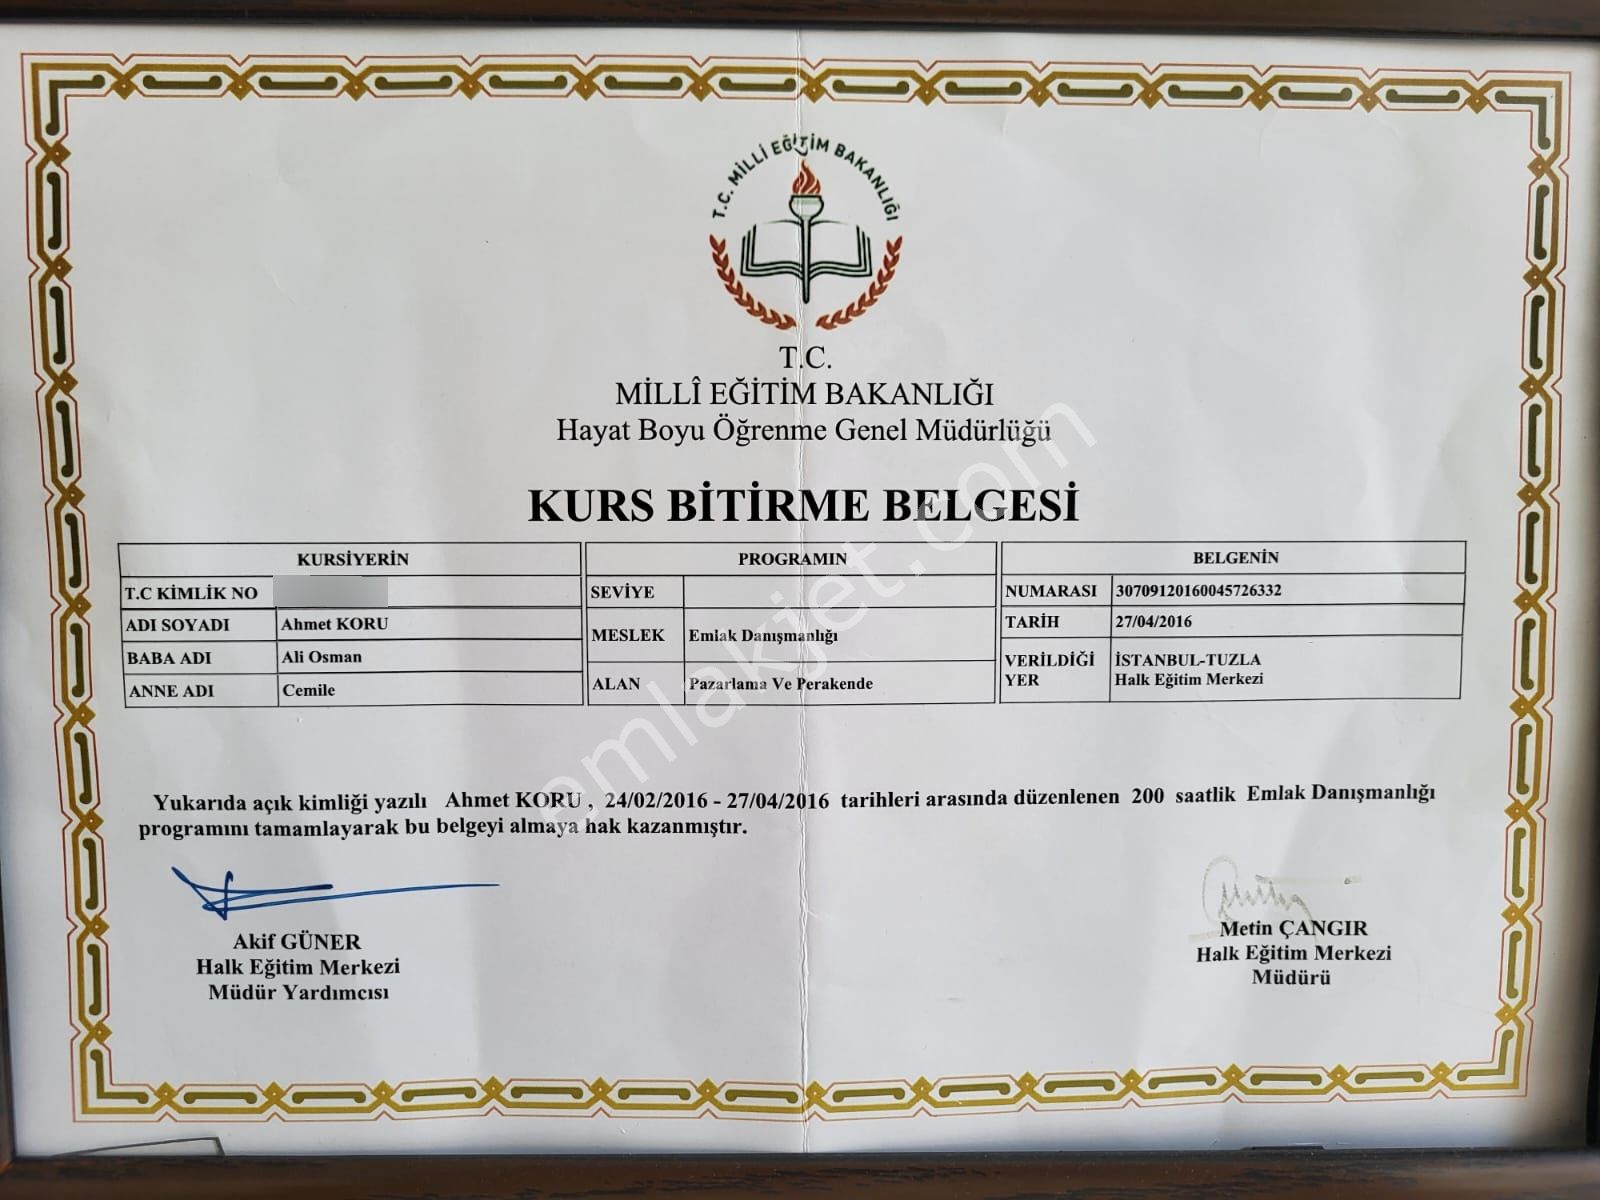 T.C. MİLLİ EĞİTİM BAKANLIĞI
T.C.
MİLLÎ EĞİTİM BAKANLIĞI
Hayat Boyu Öğrenme Genel Müdürlüğü
KURS BİTİRME BELGESİ
KURSİYERİN
T.C KİMLİK NO
ADI SOYADI Ahmet KORU
BABA ADI Ali Osman
ANNE ADI Cemile
PROGRAMIN
SEVİYE
MESLEK Emlak Danışmanlığı
ALAN Pazarlama Ve Perakende
BELGENİN
NUMARASI 30709120160045726332
TARİH 27/04/2016
VERİLDİĞİ YER İSTANBUL-TUZLA
Halk Eğitim Merkezi
Yukarıda açık kimliği yazılı Ahmet KORU , 24/02/2016 - 27/04/2016 tarihleri arasında düzenlenen 200 saatlik Emlak Danışmanlığı
programını tamamlayarak bu belgeyi almaya hak kazanmıştır.
Akif GÜNER
Halk Eğitim Merkezi
Müdür Yardımcısı
Metin ÇANGIR
Halk Eğitim Merkezi
Müdürü
emlakjet.com